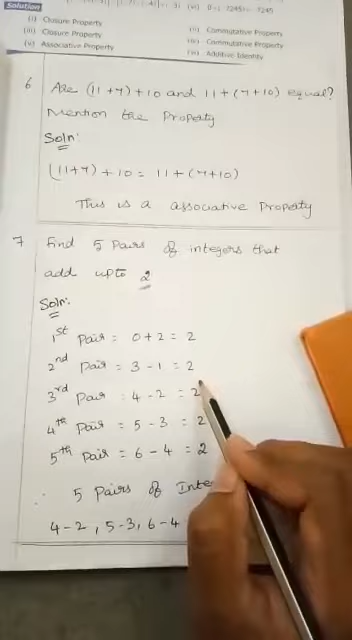 Solution
(vi) 0+(-7245)=-7245
(i) Closure Property
(ii) Commutative Property
(iii) Closure Property
(iv) Commutative Property
(v) Associative Property
(vi) Additive Identity
6 Are (11+7)+10 and 11+(7+10) equal?
Mention the Property
Soln:
(11+7)+10 = 11+(7+10)
This is a associative Property
7 Find 5 Pairs of integers that
add upto 2
Soln:
1st Pair = 0+2 = 2
2nd Pair = 3-1 = 2
3rd Pair = 4-2 = 2
4th Pair = 5-3 = 2
5th Pair = 6-4 = 2
∴ 5 Pairs of
4-2, 5-3, 6-4